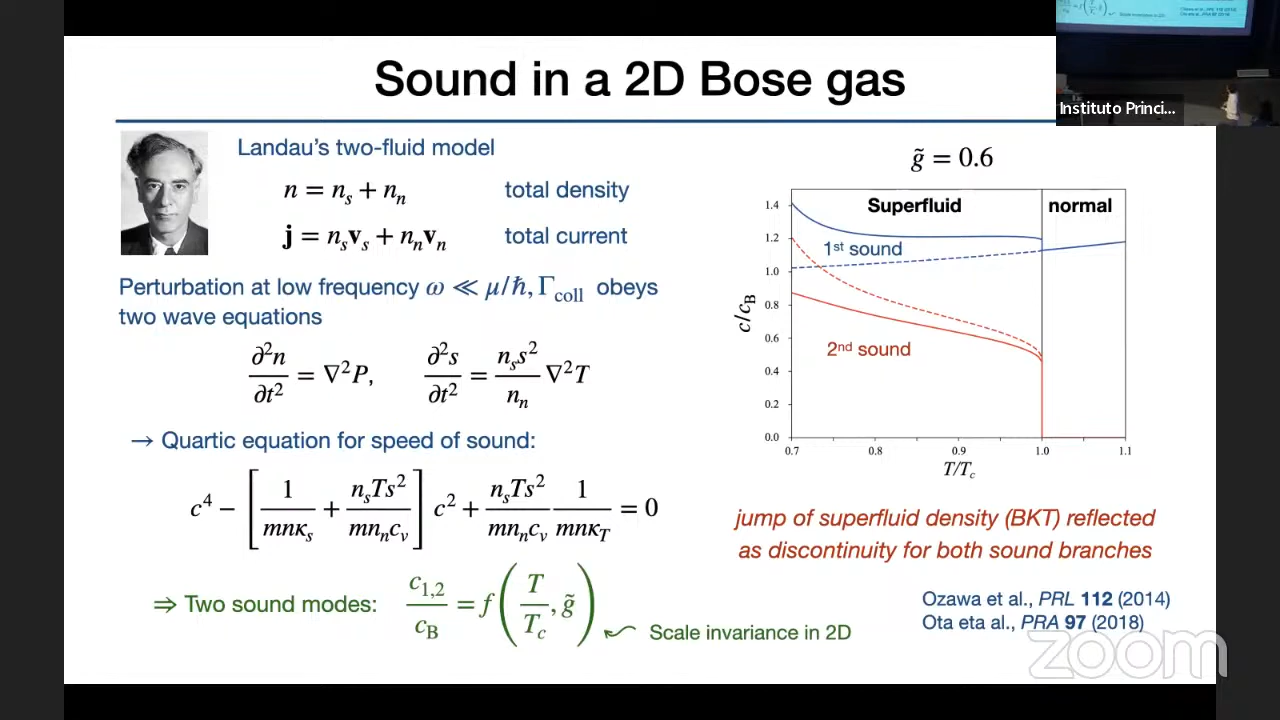 Sound in a 2D Bose gas
Instituto Princi...
Landau's two-fluid model
n = n_s + n_n total density
j = n_s v_s + n_n v_n total current
Perturbation at low frequency ω ≪ μ/ħ, Γ_coll obeys
two wave equations
∂²n/∂t² = ∇²P, ∂²s/∂t² = n_s s²/n_n ∇²T
→ Quartic equation for speed of sound:
c⁴ − [1/mnκ_s + n_s T s²/mn_n c_v] c² + n_s T s²/mn_n c_v 1/mnκ_T = 0
⇒ Two sound modes: c_{1,2}/c_B = f(T/T_c, g̃)
Scale invariance in 2D
g̃ = 0.6
Superfluid normal
1st sound
2nd sound
c/c_B
1.4
1.2
1.0
0.8
0.6
0.4
0.2
0.0
0.7 0.8 0.9 1.0 1.1
T/T_c
jump of superfluid density (BKT) reflected
as discontinuity for both sound branches
Ozawa et al., PRL 112 (2014)
Ota eta al., PRA 97 (2018)
zoom